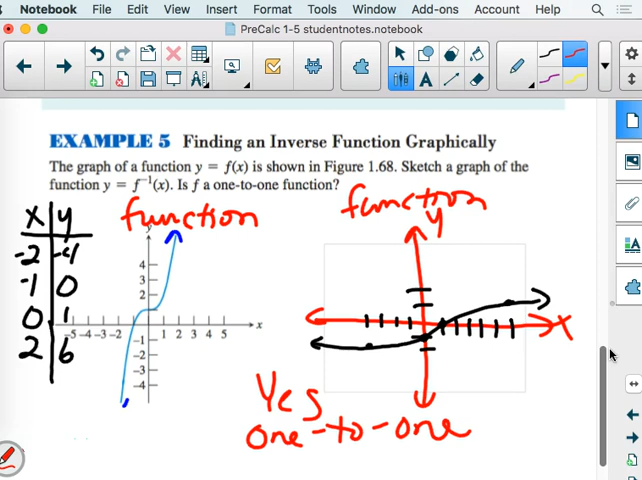 Notebook Edit View Insert Format Tools Window Add-ons Account Help
PreCalc 1-5 studentnotes.notebook
EXAMPLE 5 Finding an Inverse Function Graphically
The graph of a function y = f(x) is shown in Figure 1.68. Sketch a graph of the
function y = f⁻¹(x). Is f a one-to-one function?
x y
-2 -4
-1 0
0 1
2 6
function
y
4
3
2
-5 -4 -3 -2 1 2 3 4 5 x
-1
-2
-3
-4
function
y
x
Yes
one-to-one